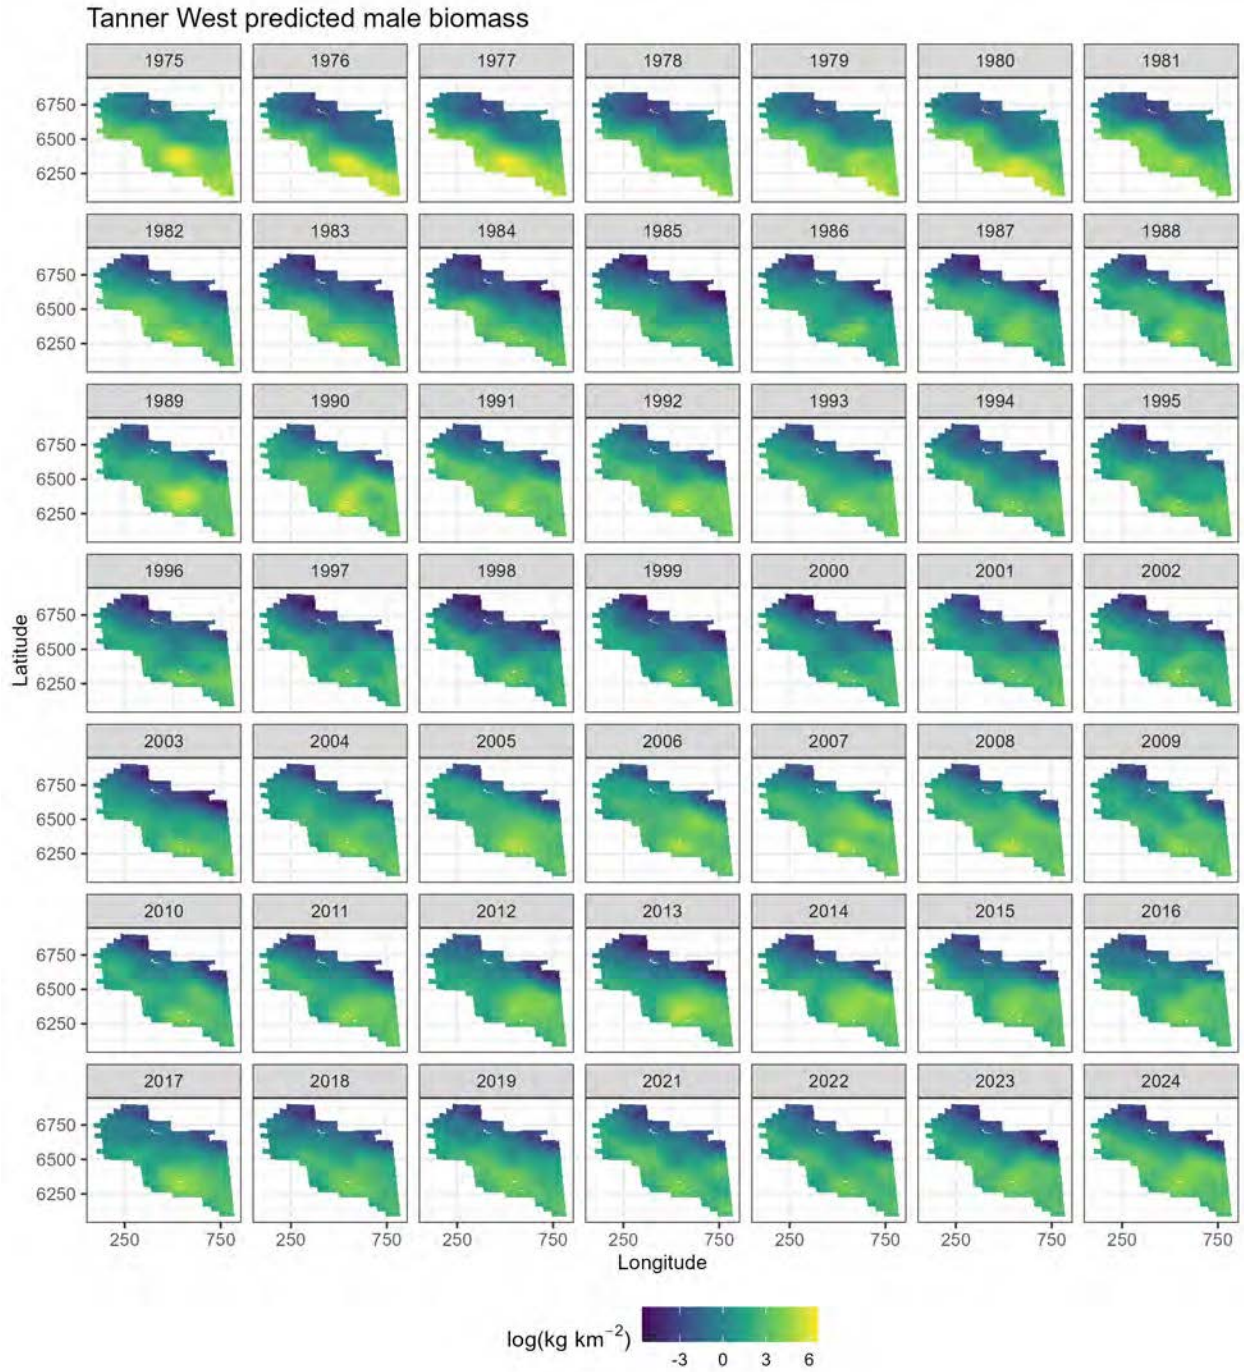 Tanner West predicted male biomass
1975 1976 1977 1978 1979 1980 1981
6750
6500
6250
1982 1983 1984 1985 1986 1987 1988
6750
6500
6250
1989 1990 1991 1992 1993 1994 1995
6750
6500
6250
1996 1997 1998 1999 2000 2001 2002
6750
6500
6250
Latitude
2003 2004 2005 2006 2007 2008 2009
6750
6500
6250
2010 2011 2012 2013 2014 2015 2016
6750
6500
6250
2017 2018 2019 2021 2022 2023 2024
6750
6500
6250
250 750 250 750 250 750 250 750 250 750 250 750 250 750
Longitude
log(kg km⁻²)
-3 0 3 6